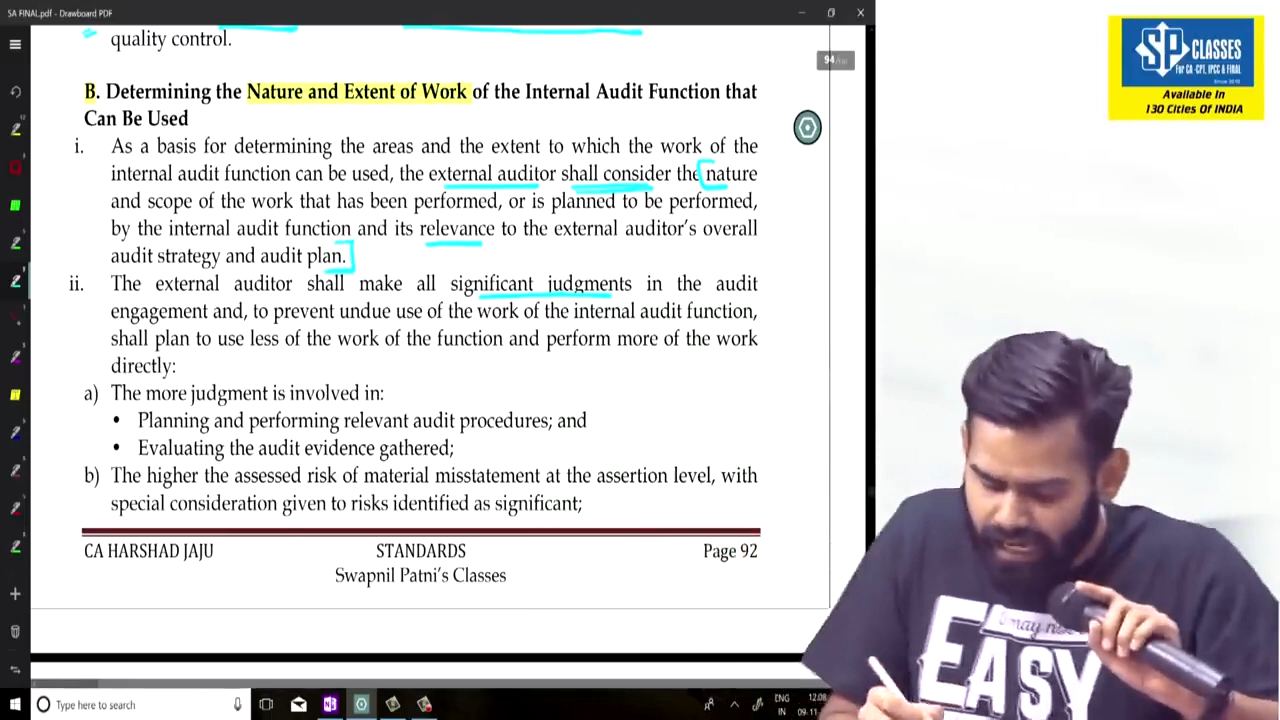 SA FINAL.pdf - Drawboard PDF
quality control.
94
B. Determining the Nature and Extent of Work of the Internal Audit Function that
Can Be Used
i. As a basis for determining the areas and the extent to which the work of the
internal audit function can be used, the external auditor shall consider the nature
and scope of the work that has been performed, or is planned to be performed,
by the internal audit function and its relevance to the external auditor's overall
audit strategy and audit plan.
ii. The external auditor shall make all significant judgments in the audit
engagement and, to prevent undue use of the work of the internal audit function,
shall plan to use less of the work of the function and perform more of the work
directly:
a) The more judgment is involved in:
• Planning and performing relevant audit procedures; and
• Evaluating the audit evidence gathered;
b) The higher the assessed risk of material misstatement at the assertion level, with
special consideration given to risks identified as significant;
CA HARSHAD JAJU STANDARDS Page 92
Swapnil Patni's Classes
Type here to search
ENG 12.08
IN 09-11
SP CLASSES
For CA -CPT, IPCC & FINAL
Since 2010
Available In
130 Cities Of INDIA
may
EASY